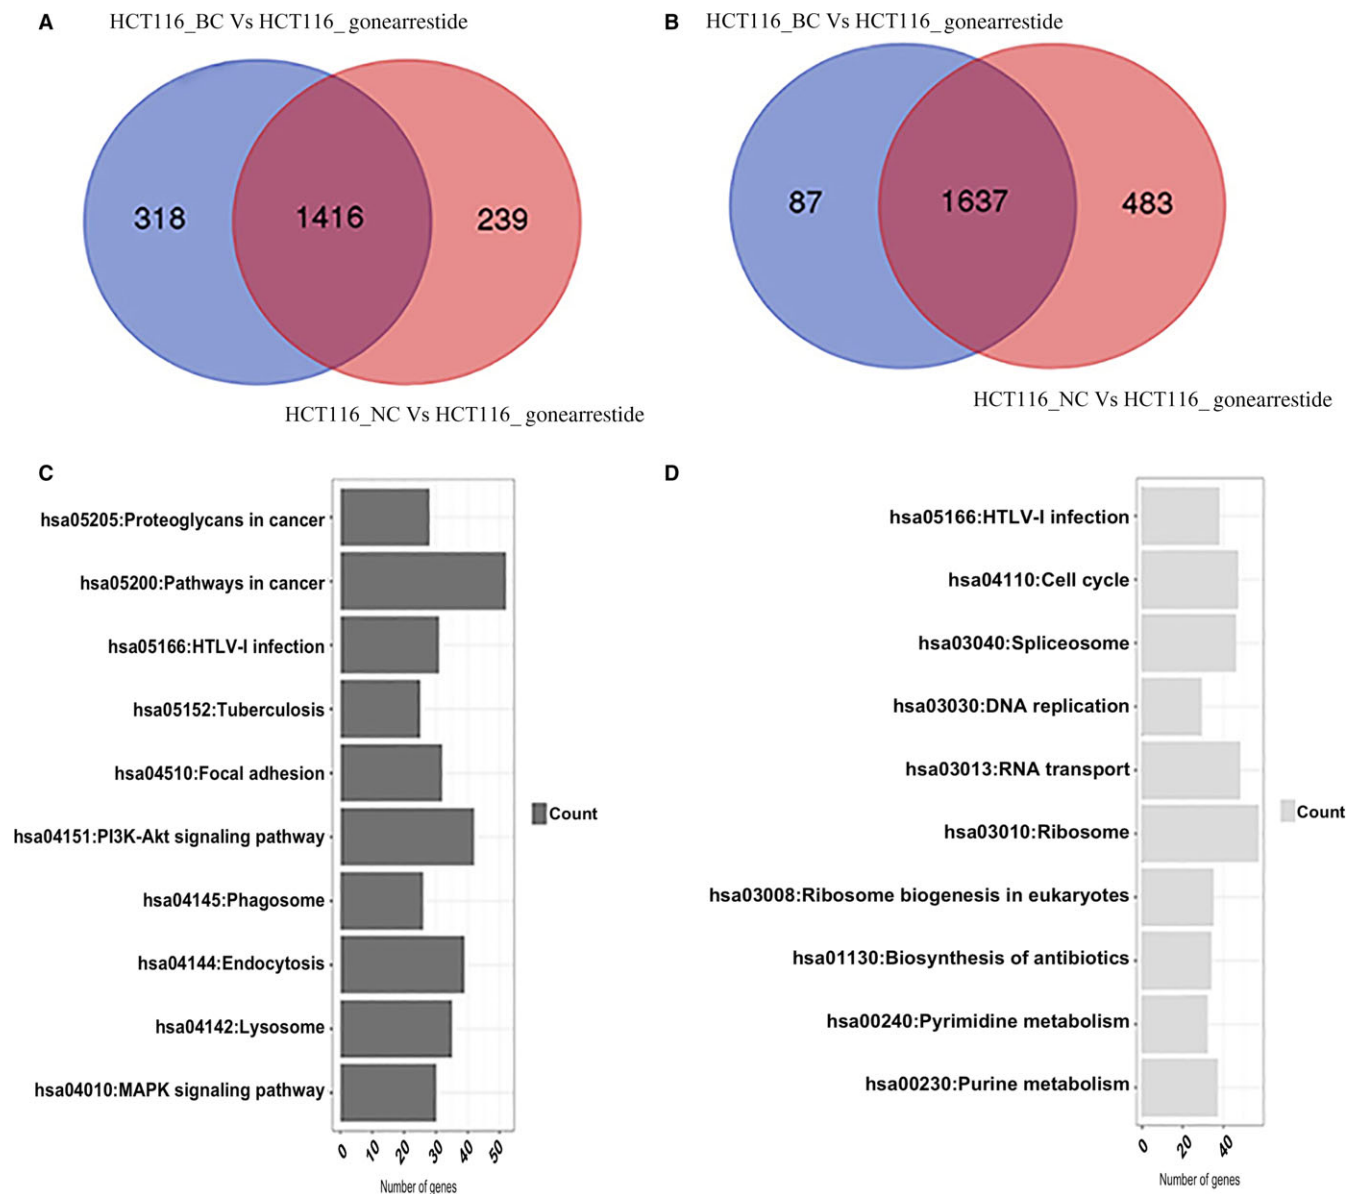 A
HCT116_BC Vs HCT116_ gonearrestide
318
1416
239
HCT116_NC Vs HCT116_ gonearrestide
B
HCT116_BC Vs HCT116_ gonearrestide
87
1637
483
HCT116_NC Vs HCT116_ gonearrestide
C
hsa05205:Proteoglycans in cancer
hsa05200:Pathways in cancer
hsa05166:HTLV-I infection
hsa05152:Tuberculosis
hsa04510:Focal adhesion
hsa04151:PI3K-Akt signaling pathway
hsa04145:Phagosome
hsa04144:Endocytosis
hsa04142:Lysosome
hsa04010:MAPK signaling pathway
0 10 20 30 40 50
Number of genes
Count
D
hsa05166:HTLV-I infection
hsa04110:Cell cycle
hsa03040:Spliceosome
hsa03030:DNA replication
hsa03013:RNA transport
hsa03010:Ribosome
hsa03008:Ribosome biogenesis in eukaryotes
hsa01130:Biosynthesis of antibiotics
hsa00240:Pyrimidine metabolism
hsa00230:Purine metabolism
0 20 40
Number of genes
Count